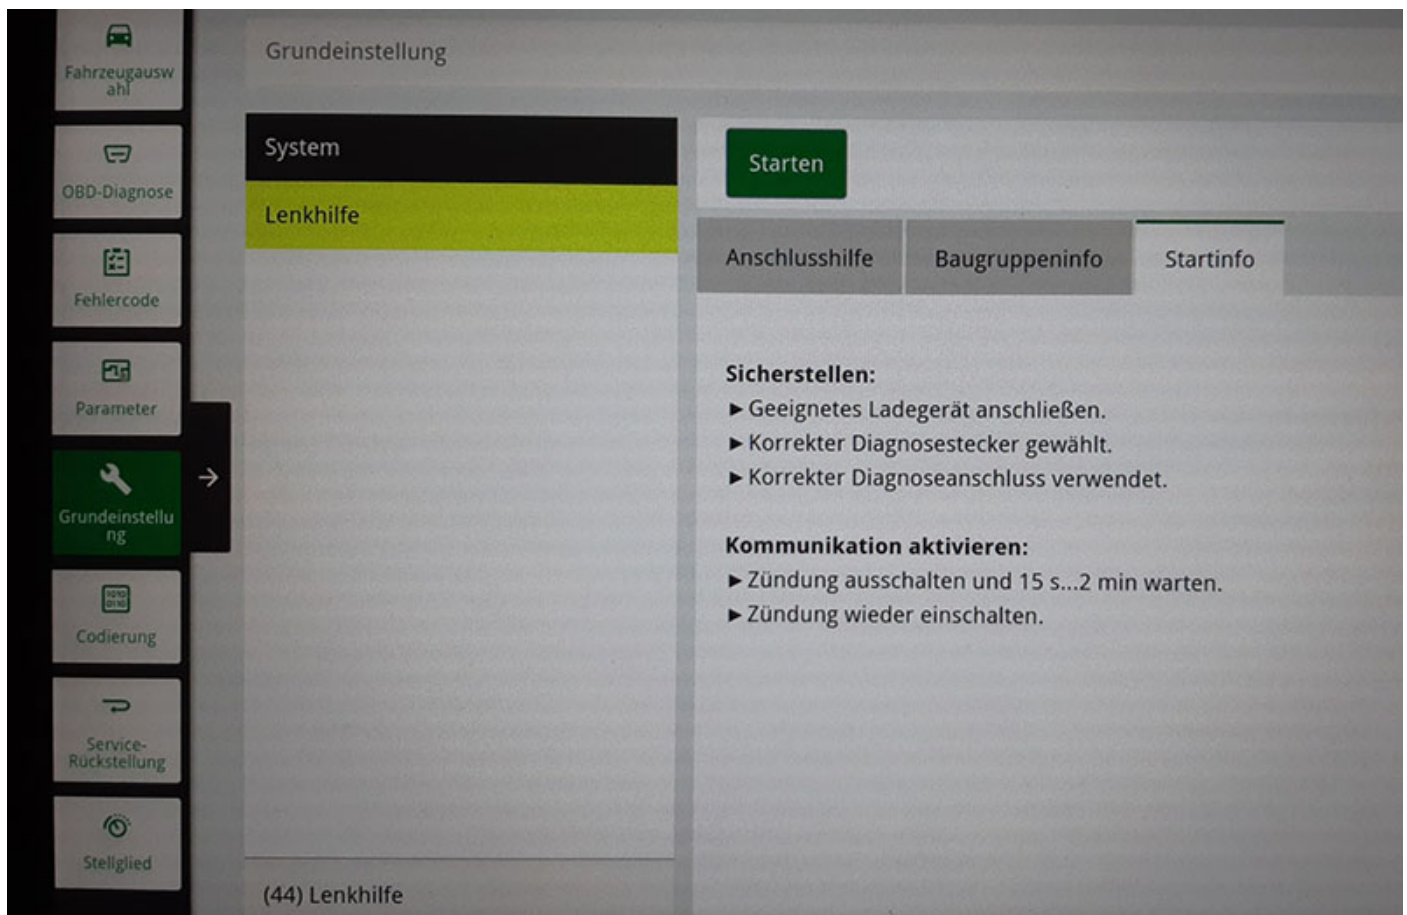 Fahrzeugausw
ahl
OBD-Diagnose
Fehlercode
Parameter
Grundeinstellu
ng
Codierung
Service-
Rückstellung
Stellglied
Grundeinstellung
System
Lenkhilfe
(44) Lenkhilfe
Starten
Anschlusshilfe Baugruppeninfo Startinfo
Sicherstellen:
►Geeignetes Ladegerät anschließen.
►Korrekter Diagnosestecker gewählt.
►Korrekter Diagnoseanschluss verwendet.
Kommunikation aktivieren:
►Zündung ausschalten und 15 s...2 min warten.
►Zündung wieder einschalten.